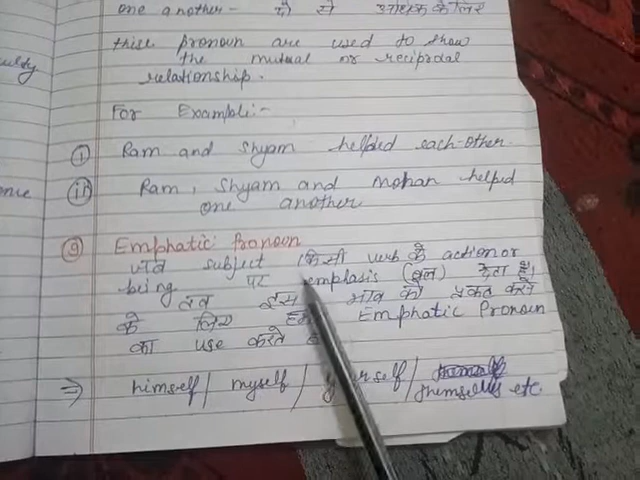 one another - दो से अधिक के लिए
thise pronoun are used to show
the mutual or reciprocal
relationship.
For Example:-
(i) Ram and Shyam helped each-other.
(ii) Ram, Shyam and Mohan helped
one another
(9) Emphatic Pronoun
जब subject किसी verb के action or
being पर emphasis (बल) देता है।
तब इस भाव को प्रकट करने
के लिए Emphatic Pronoun
का use करते
⇒ himself / myself / yourself /
themselves etc.